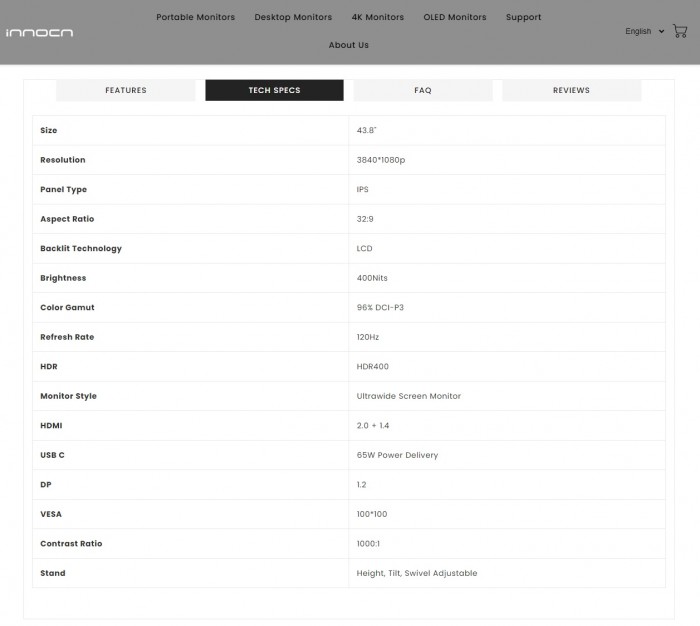 Portable Monitors Desktop Monitors 4K Monitors OLED Monitors Support
innocn
English
About Us
FEATURES TECH SPECS FAQ REVIEWS
Size 43.8"
Resolution 3840*1080p
Panel Type IPS
Aspect Ratio 32:9
Backlit Technology LCD
Brightness 400Nits
Color Gamut 96% DCI-P3
Refresh Rate 120Hz
HDR HDR400
Monitor Style Ultrawide Screen Monitor
HDMI 2.0 + 1.4
USB C 65W Power Delivery
DP 1.2
VESA 100*100
Contrast Ratio 1000:1
Stand Height, Tilt, Swivel Adjustable